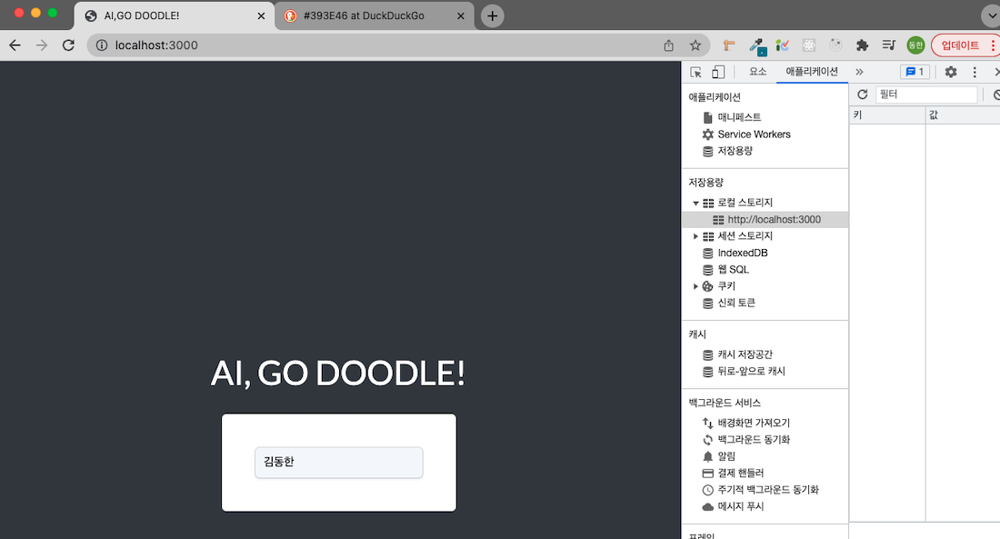 AI,GO DOODLE!
#393E46 at DuckDuckGo
localhost:3000
동한
업데이트
요소
애플리케이션
1
애플리케이션
매니페스트
Service Workers
저장용량
저장용량
로컬 스토리지
http://localhost:3000
세션 스토리지
IndexedDB
웹 SQL
쿠키
신뢰 토큰
캐시
캐시 저장공간
뒤로-앞으로 캐시
백그라운드 서비스
배경화면 가져오기
백그라운드 동기화
알림
결제 핸들러
주기적 백그라운드 동기화
메시지 푸시
프레임
필터
키
값
AI, GO DOODLE!
김동한